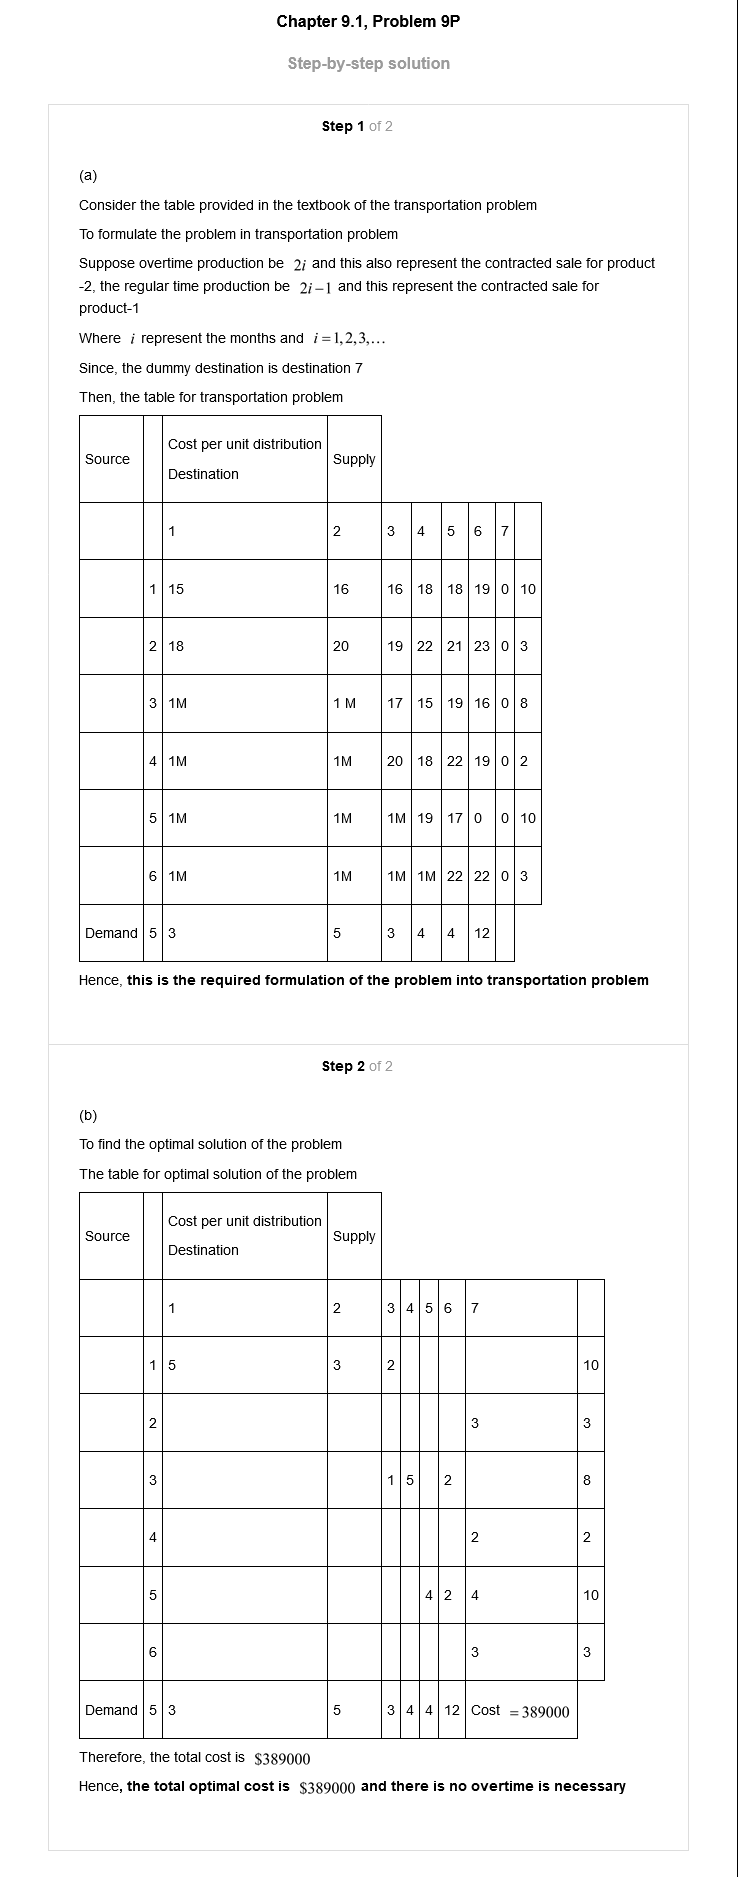 Chapter 9.1, Problem 9P
Step-by-step solution
Step 1 of 2
(a)
Consider the table provided in the textbook of the transportation problem
To formulate the problem in transportation problem
Suppose overtime production be 2i and this also represent the contracted sale for product
-2, the regular time production be 2i−1 and this represent the contracted sale for
product-1
Where i represent the months and i=1,2,3,…
Since, the dummy destination is destination 7
Then, the table for transportation problem
Source Cost per unit distribution Supply
Destination
1 2 3 4 5 6 7
1 15 16 16 18 18 19 0 10
2 18 20 19 22 21 23 0 3
3 1M 1 M 17 15 19 16 0 8
4 1M 1M 20 18 22 19 0 2
5 1M 1M 1M 19 17 0 0 10
6 1M 1M 1M 1M 22 22 0 3
Demand 5 3 5 3 4 4 12
Hence, this is the required formulation of the problem into transportation problem
Step 2 of 2
(b)
To find the optimal solution of the problem
The table for optimal solution of the problem
Source Cost per unit distribution Supply
Destination
1 2 3 4 5 6 7
1 5 3 2 10
2 3 3
3 1 5 2 8
4 2 2
5 4 2 4 10
6 3 3
Demand 5 3 5 3 4 4 12 Cost =389000
Therefore, the total cost is $389000
Hence, the total optimal cost is $389000 and there is no overtime is necessary